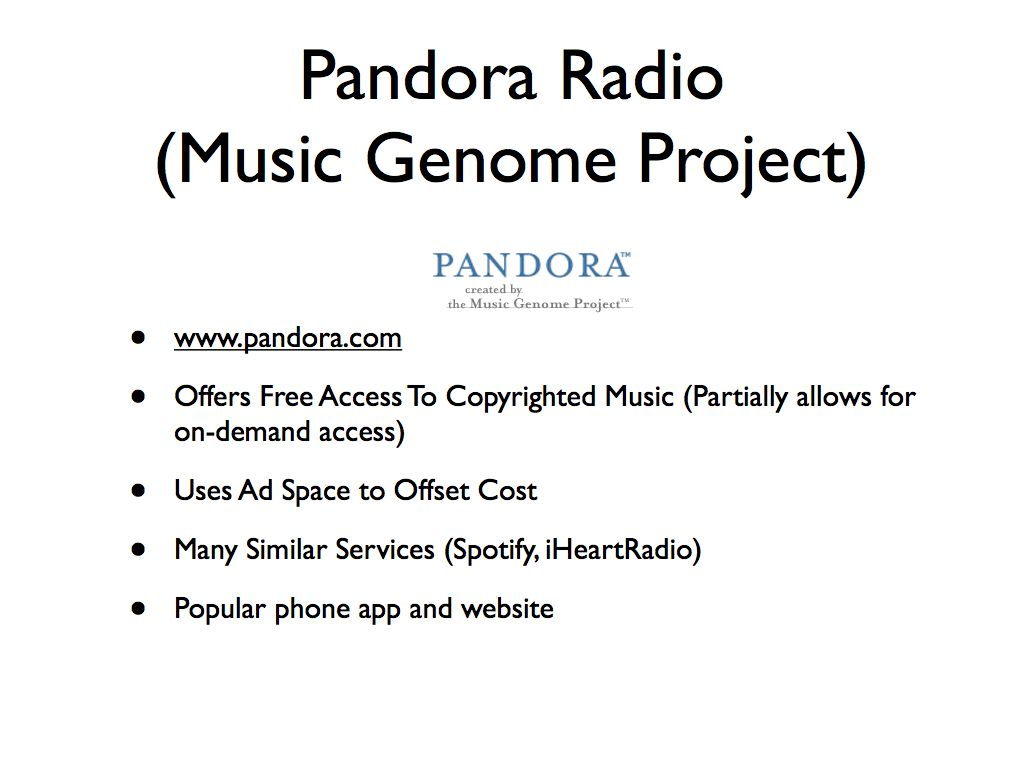 Pandora Radio
(Music Genome Project)
PANDORA™
created by
the Music Genome Project™
• www.pandora.com
• Offers Free Access To Copyrighted Music (Partially allows for
on-demand access)
• Uses Ad Space to Offset Cost
• Many Similar Services (Spotify, iHeartRadio)
• Popular phone app and website